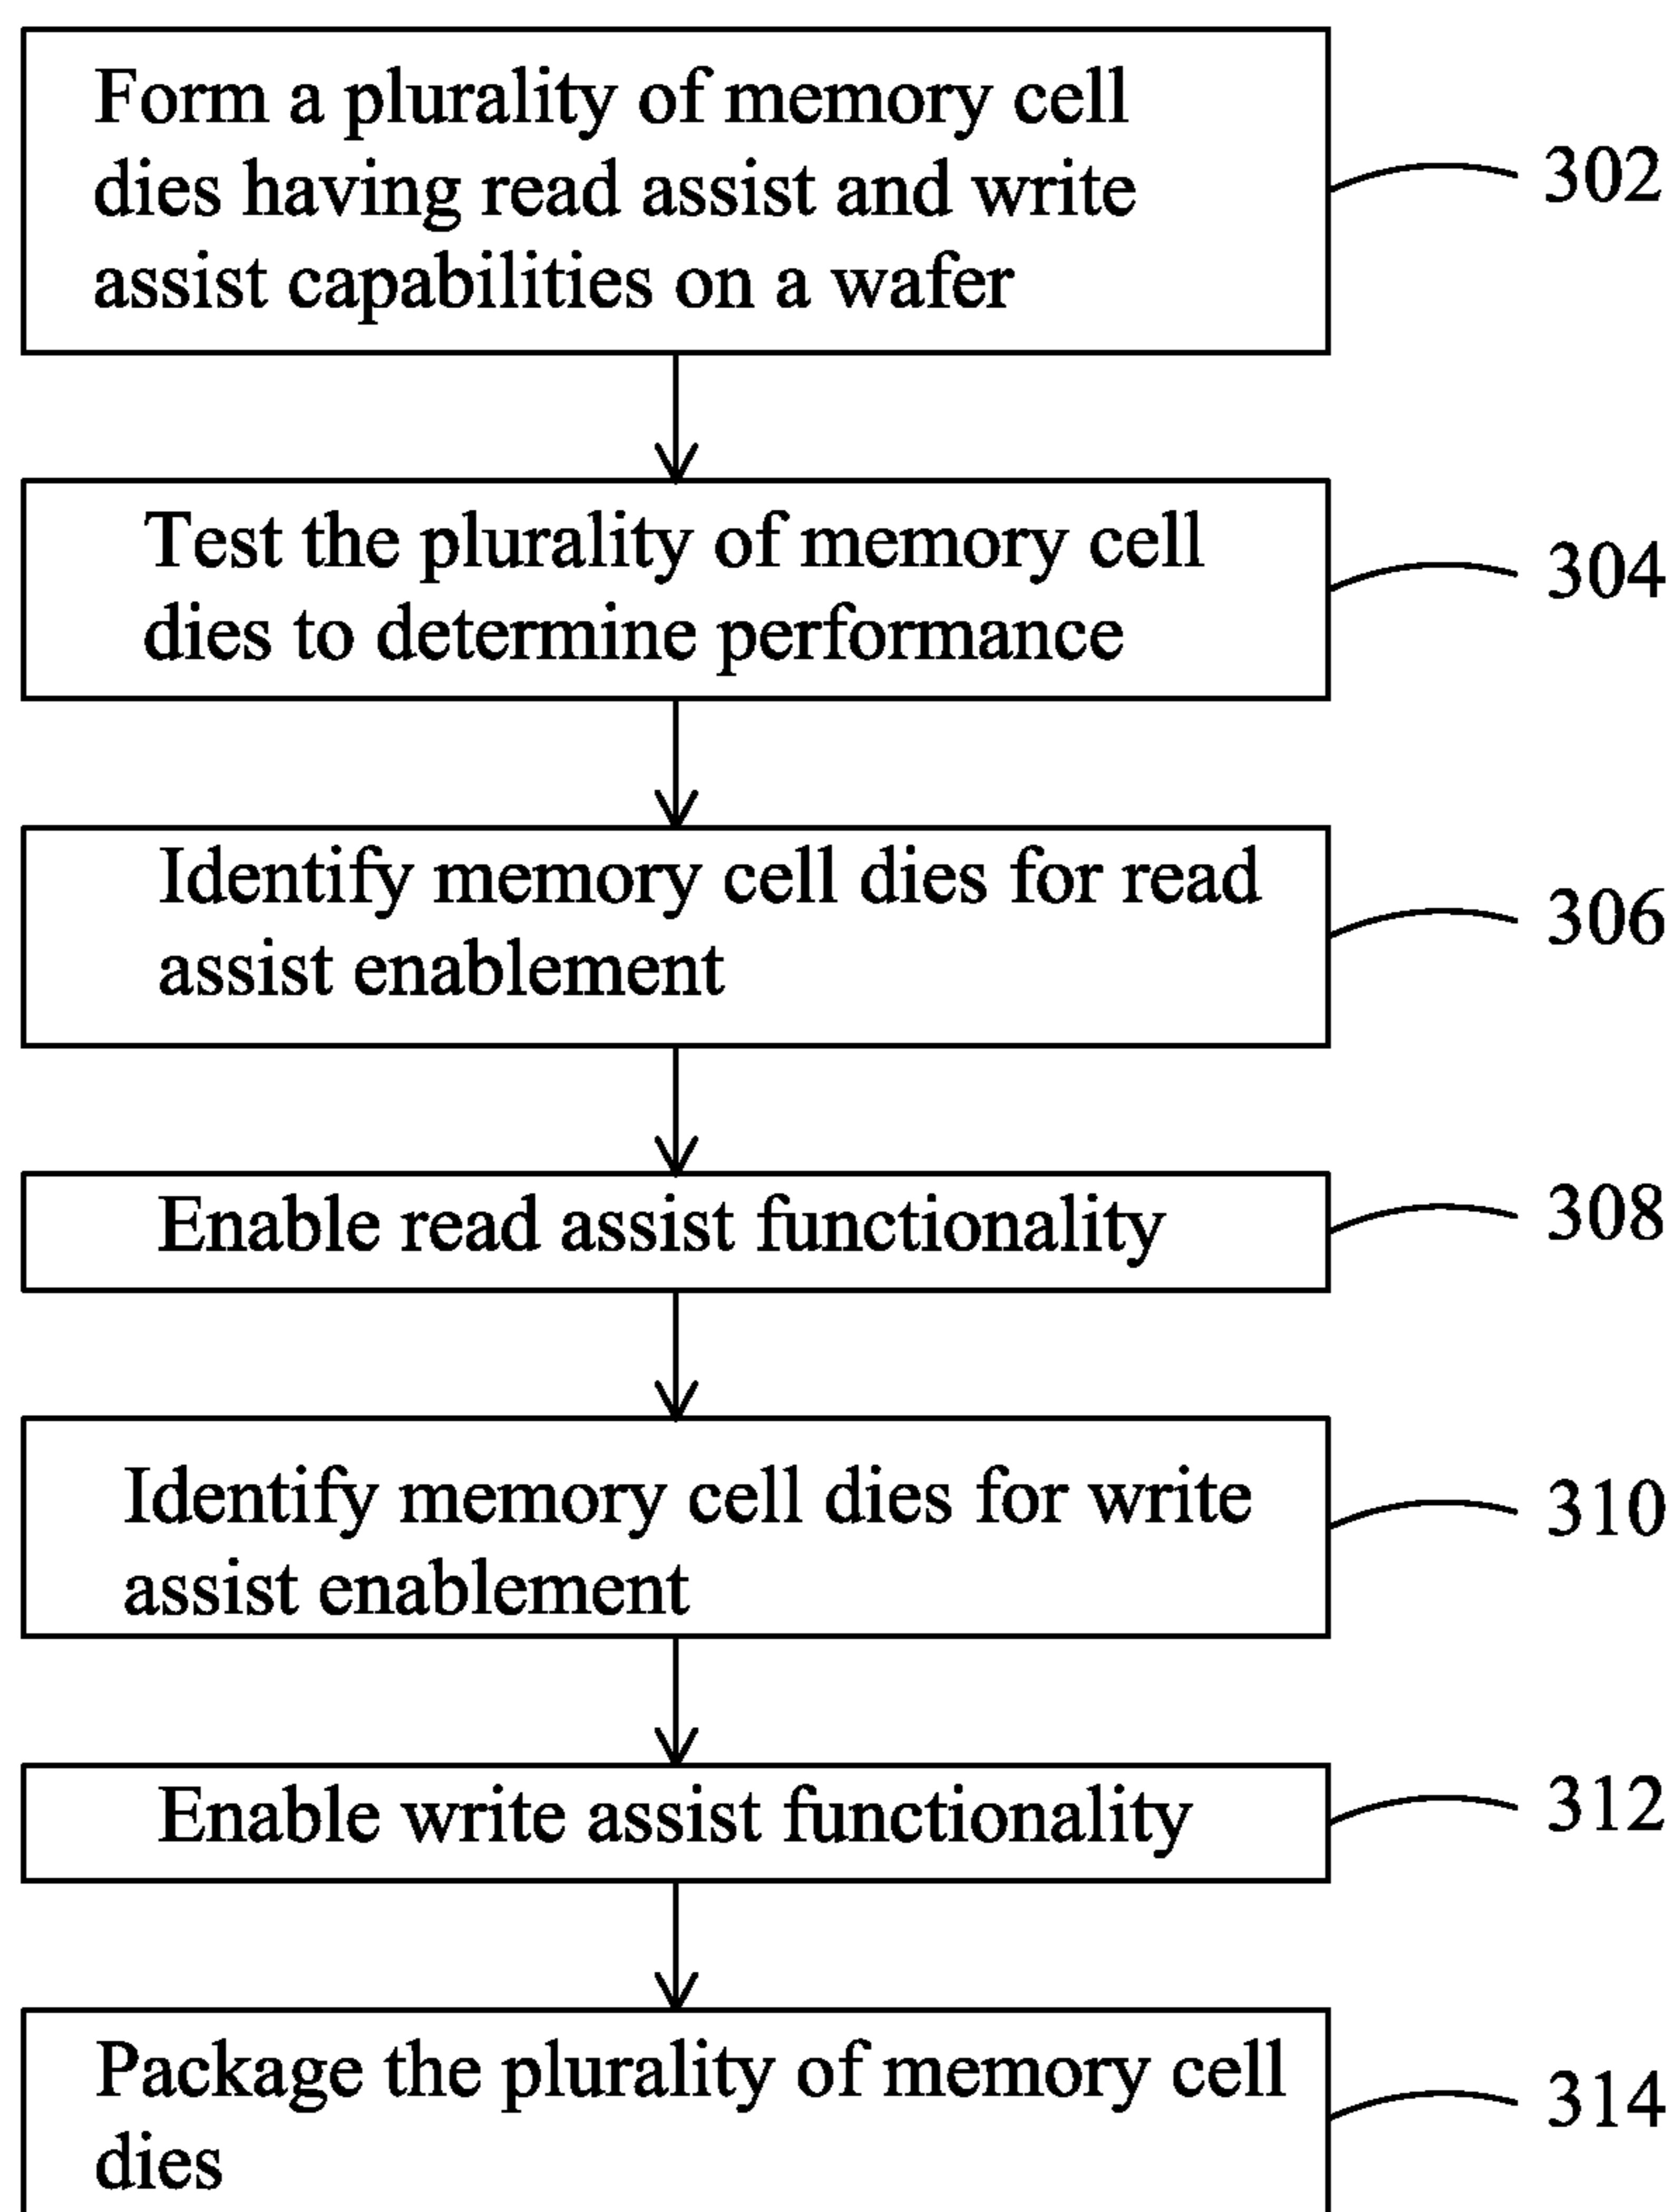 Form a plurality of memory cell
dies having read assist and write
assist capabilities on a wafer
302
Test the plurality of memory cell
dies to determine performance
304
Identify memory cell dies for read
assist enablement
306
Enable read assist functionality
308
Identify memory cell dies for write
assist enablement
310
Enable write assist functionality
312
Package the plurality of memory cell
dies
314